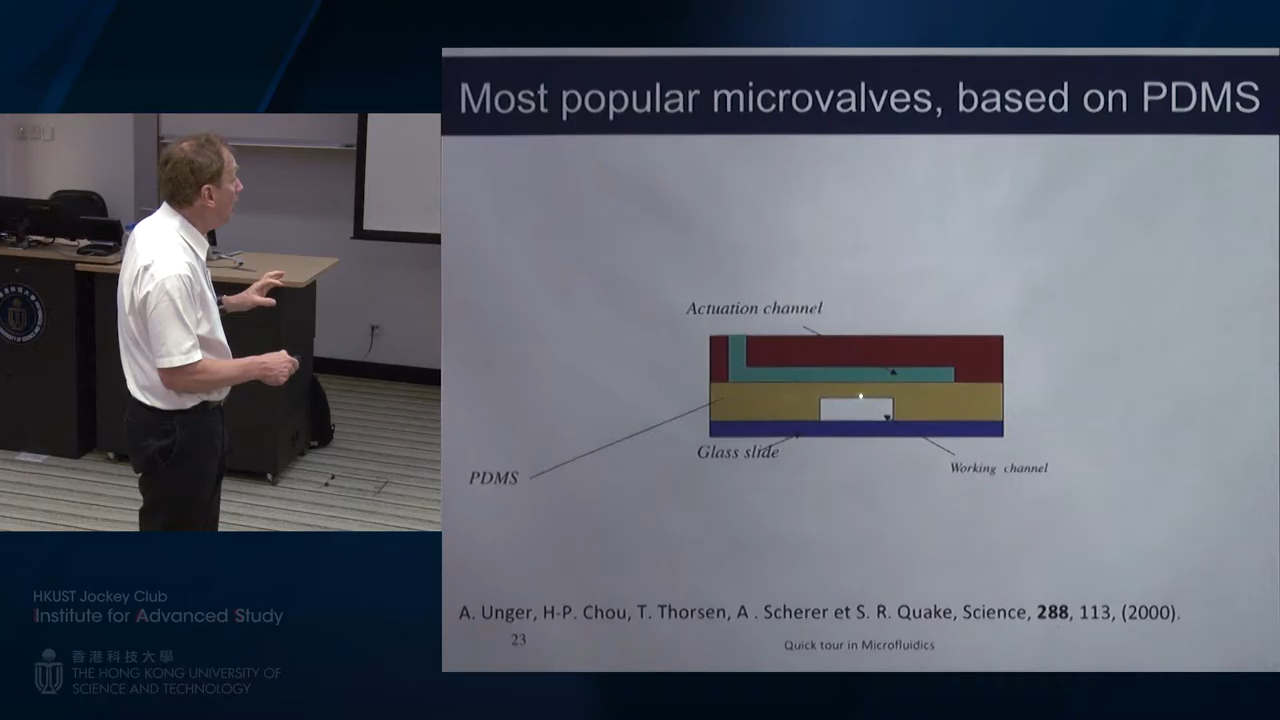 Most popular microvalves, based on PDMS
Actuation channel
Glass slide
PDMS
Working channel
A. Unger, H-P. Chou, T. Thorsen, A . Scherer et S. R. Quake, Science, 288, 113, (2000).
23
Quick tour in Microfluidics
HKUST Jockey Club
Institute for Advanced Study
香港科技大學
THE HONG KONG UNIVERSITY OF
SCIENCE AND TECHNOLOGY